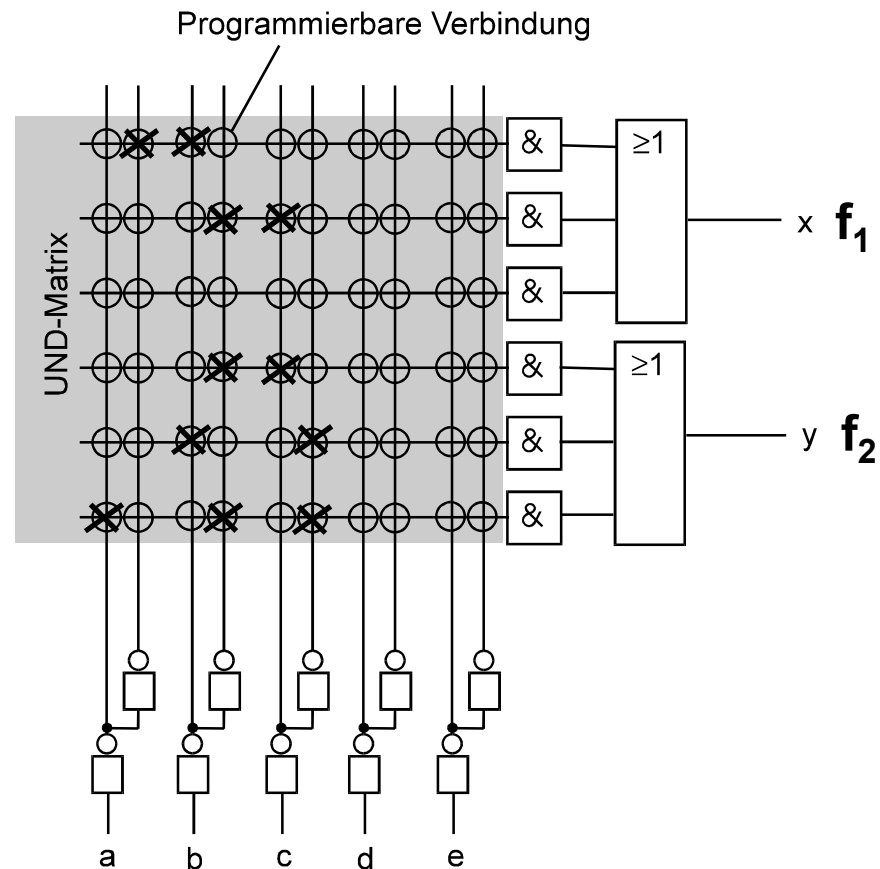 Programmierbare Verbindung
UND-Matrix
& ≥1
& x f₁
&
& ≥1
& y f₂
&
a b c d e